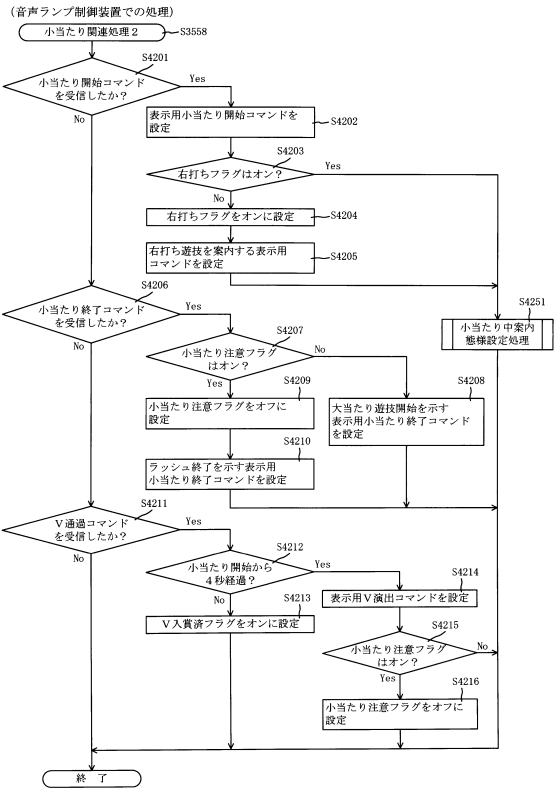 (音声ランプ制御装置での処理)
小当たり関連処理2
S3558
S4201
小当たり開始コマンド
を受信したか?
Yes
No
表示用小当たり開始コマンドを
設定
S4202
S4203
右打ちフラグはオン?
Yes
No
右打ちフラグをオンに設定
S4204
右打ち遊技を案内する表示用
コマンドを設定
S4205
S4206
小当たり終了コマンド
を受信したか?
Yes
No
S4251
小当たり中案内
態様設定処理
S4207
小当たり注意フラグ
はオン?
No
Yes
S4209
小当たり注意フラグをオフに
設定
S4208
大当たり遊技開始を示す
表示用小当たり終了コマンド
を設定
S4210
ラッシュ終了を示す表示用
小当たり終了コマンドを設定
S4211
V通過コマンド
を受信したか?
Yes
No
S4212
小当たり開始から
4秒経過?
Yes
No
S4213
V入賞済フラグをオンに設定
S4214
表示用V演出コマンドを設定
S4215
小当たり注意フラグ
はオン?
No
Yes
S4216
小当たり注意フラグをオフに
設定
終 了